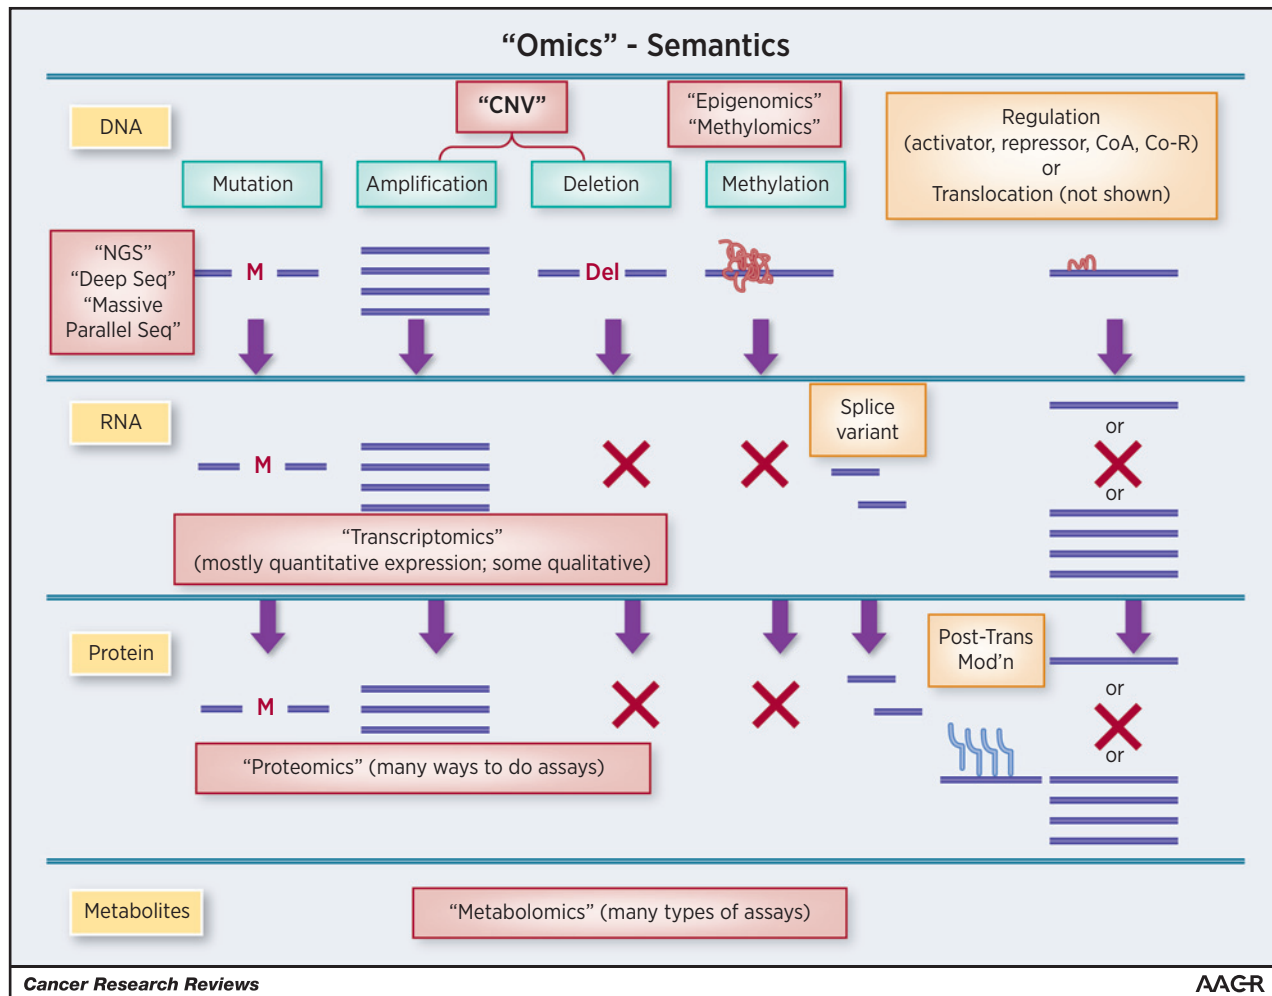 “Omics” - Semantics
DNA
“CNV”
“Epigenomics”
“Methylomics”
Regulation
(activator, repressor, CoA, Co-R)
or
Translocation (not shown)
Mutation
Amplification
Deletion
Methylation
“NGS”
“Deep Seq”
“Massive
Parallel Seq”
M
Del
RNA
Splice
variant
or
M
or
“Transcriptomics”
(mostly quantitative expression; some qualitative)
Protein
Post-Trans
Mod’n
or
M
or
“Proteomics” (many ways to do assays)
Metabolites
“Metabolomics” (many types of assays)
Cancer Research Reviews
AACR